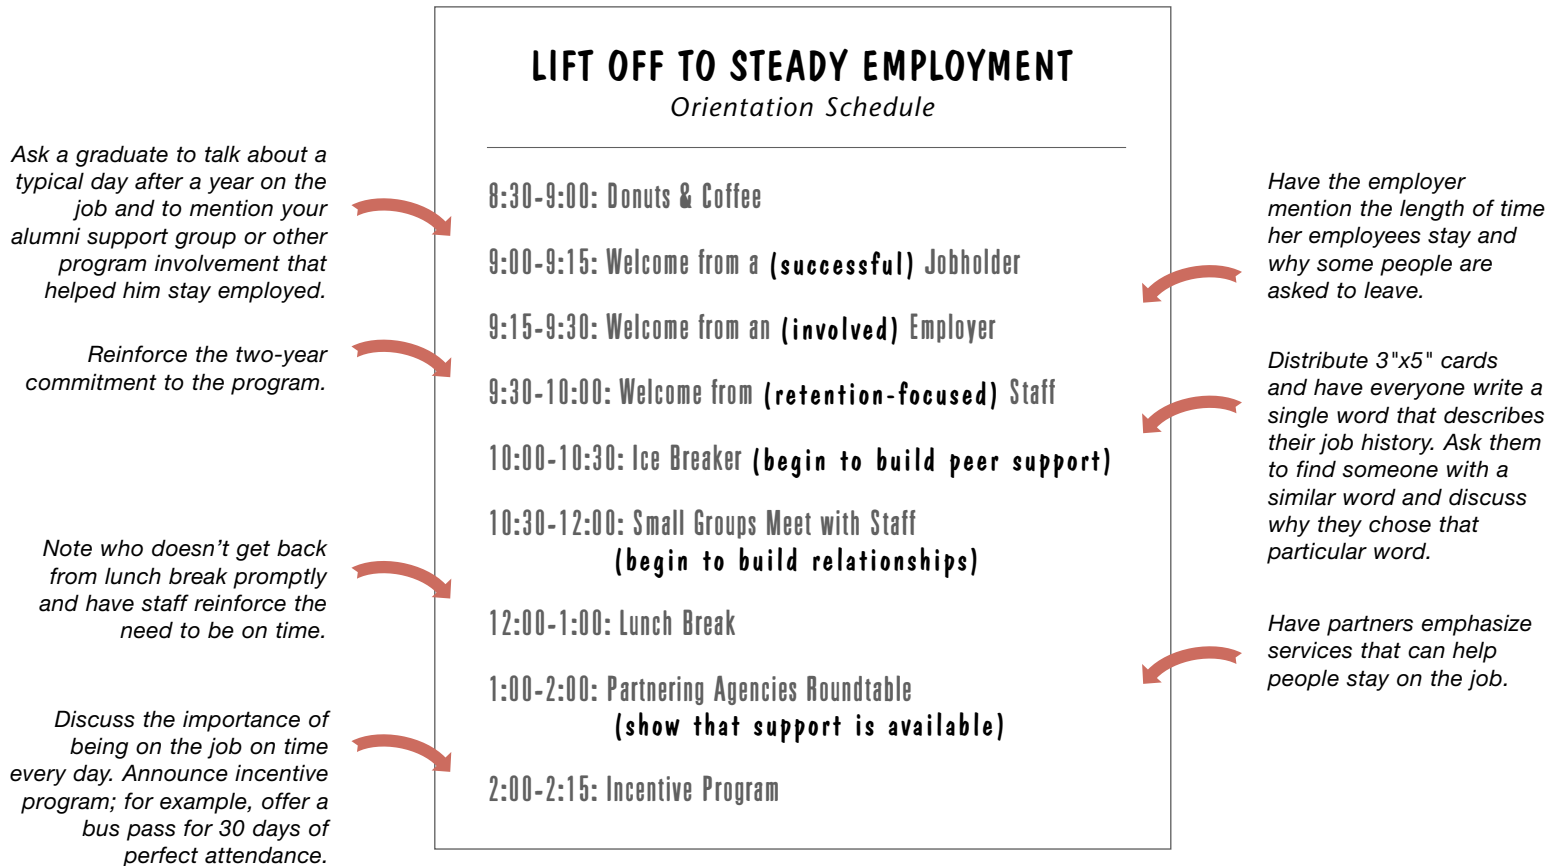 LIFT OFF TO STEADY EMPLOYMENT
Orientation Schedule
Ask a graduate to talk about a
typical day after a year on the
job and to mention your
alumni support group or other
program involvement that
helped him stay employed.
Reinforce the two-year
commitment to the program.
Note who doesn’t get back
from lunch break promptly
and have staff reinforce the
need to be on time.
Discuss the importance of
being on the job on time
every day. Announce incentive
program; for example, offer a
bus pass for 30 days of
perfect attendance.
8:30-9:00: Donuts & Coffee
9:00-9:15: Welcome from a (successful) Jobholder
9:15-9:30: Welcome from an (involved) Employer
9:30-10:00: Welcome from (retention-focused) Staff
10:00-10:30: Ice Breaker (begin to build peer support)
10:30-12:00: Small Groups Meet with Staff
(begin to build relationships)
12:00-1:00: Lunch Break
1:00-2:00: Partnering Agencies Roundtable
(show that support is available)
2:00-2:15: Incentive Program
Have the employer
mention the length of time
her employees stay and
why some people are
asked to leave.
Distribute 3"x5" cards
and have everyone write a
single word that describes
their job history. Ask them
to find someone with a
similar word and discuss
why they chose that
particular word.
Have partners emphasize
services that can help
people stay on the job.